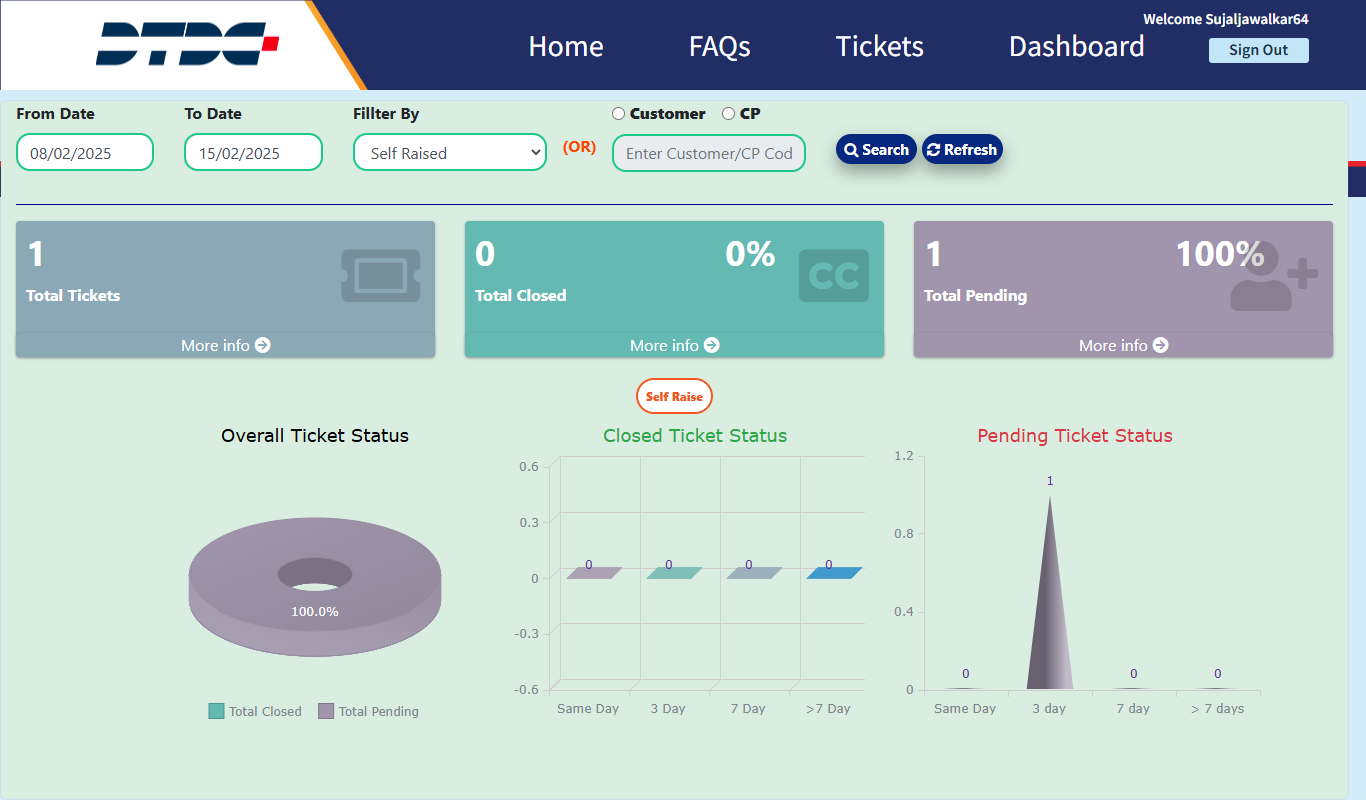 DTDC
Home FAQs Tickets Dashboard
Welcome Sujaljawalkar64
Sign Out
From Date To Date Fillter By Customer CP
08/02/2025 15/02/2025 Self Raised (OR) Enter Customer/CP Cod Search Refresh
1
Total Tickets
More info
0 0%
CC
Total Closed
More info
1 100%
Total Pending
More info
Self Raise
Overall Ticket Status
100.0%
Total Closed Total Pending
Closed Ticket Status
0.6
0.3
0
-0.3
-0.6
0 0 0 0
Same Day 3 Day 7 Day >7 Day
Pending Ticket Status
1.2
0.8
0.4
0
1
0 0 0
Same Day 3 day 7 day > 7 days